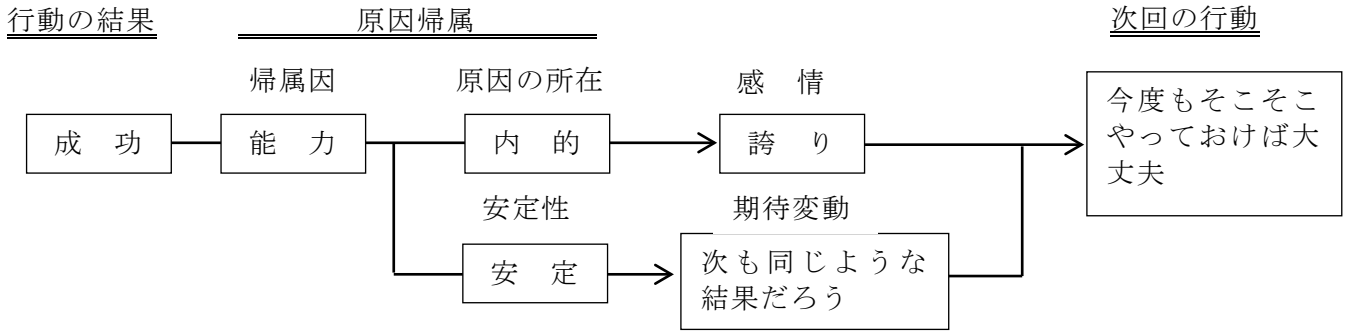 行動の結果
原因帰属
次回の行動
帰属因
原因の所在
感 情
成 功
能 力
内 的
誇 り
今度もそこそこ
やっておけば大
丈夫
安定性
期待変動
安 定
次も同じような
結果だろう